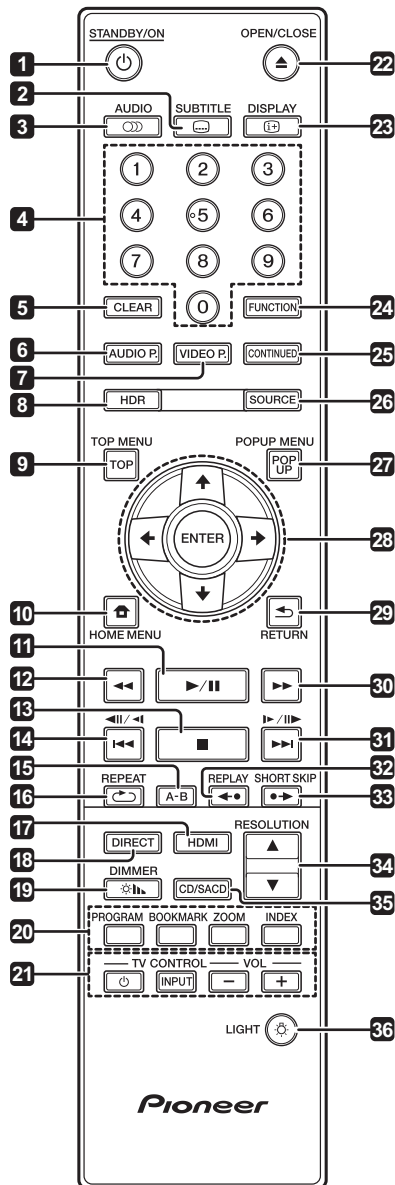 STANDBY/ON OPEN/CLOSE
1 22
2
AUDIO SUBTITLE DISPLAY
3 23
1 2 3
4
4 5 6
7 8 9
5 CLEAR 0 FUNCTION 24
6 AUDIO P. VIDEO P. CONTINUED 25
7
8 HDR SOURCE 26
TOP MENU POPUP MENU
9 TOP POP UP 27
ENTER 28
10 29
HOME MENU RETURN
11
12 30
13
14 31
15 32
REPEAT A-B REPLAY SHORT SKIP
16 33
17 RESOLUTION
18 DIRECT HDMI 34
DIMMER
19 CD/SACD 35
PROGRAM BOOKMARK ZOOM INDEX
20
TV CONTROL VOL
21 INPUT − +
LIGHT 36
Pioneer